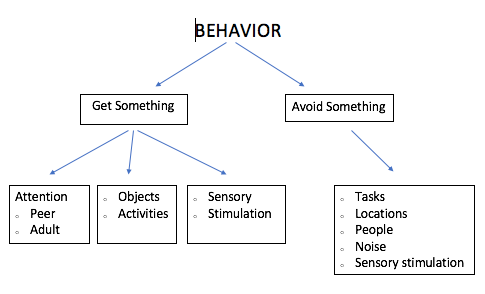 BEHAVIOR
Get Something
Avoid Something
Attention
○ Peer
○ Adult
○ Objects
○ Activities
○ Sensory
○ Stimulation
○ Tasks
○ Locations
○ People
○ Noise
○ Sensory stimulation